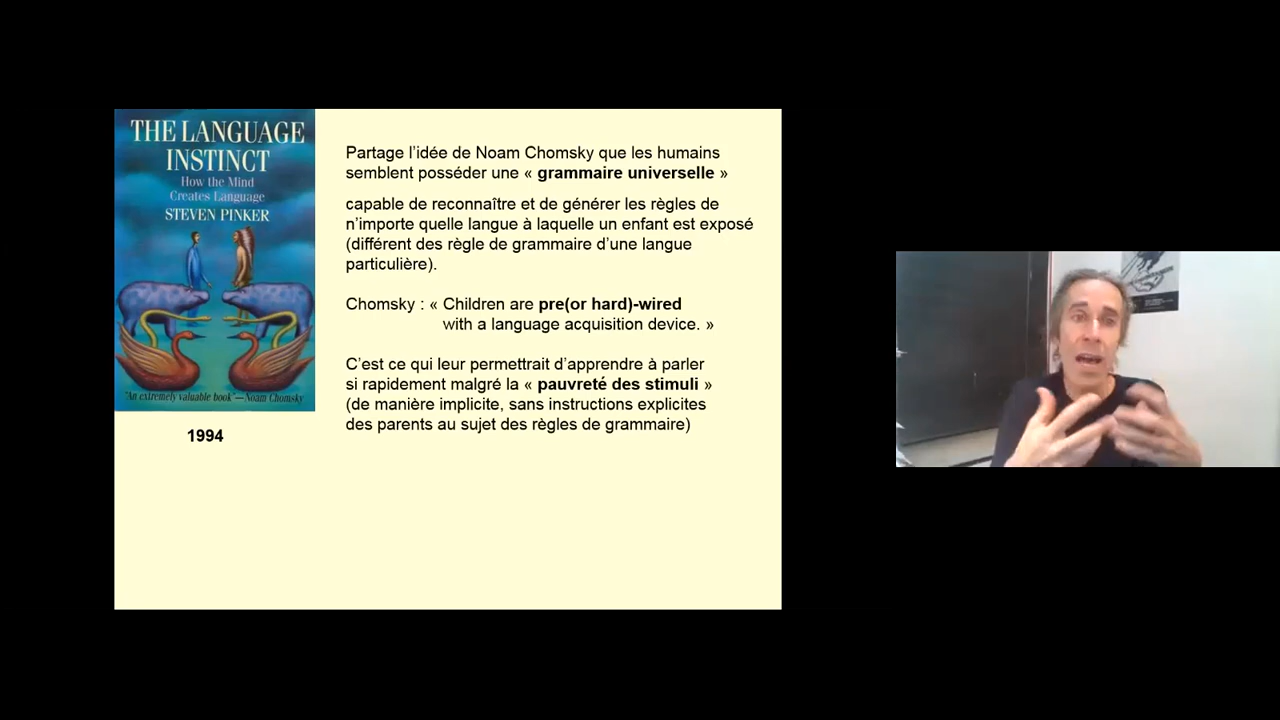 THE LANGUAGE
INSTINCT
How the Mind
Creates Language
STEVEN PINKER
"An extremely valuable book"—Noam Chomsky
1994
Partage l’idée de Noam Chomsky que les humains
semblent posséder une « grammaire universelle »
capable de reconnaître et de générer les règles de
n’importe quelle langue à laquelle un enfant est exposé
(différent des règle de grammaire d’une langue
particulière).
Chomsky : « Children are pre(or hard)-wired
with a language acquisition device. »
C’est ce qui leur permettrait d’apprendre à parler
si rapidement malgré la « pauvreté des stimuli »
(de manière implicite, sans instructions explicites
des parents au sujet des règles de grammaire)